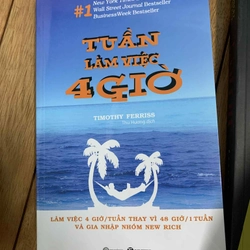 #1 New York Times Bestseller
Wall Street Journal Bestseller
BusinessWeek Bestseller
TUẦN
LÀM VIỆC
4 GIỜ
TIMOTHY FERRISS
LÀM VIỆC 4 GIỜ/TUẦN THAY VÌ 48 GIỜ/1 TUẦN
VÀ GIA NHẬP NHÓM NEW RICH